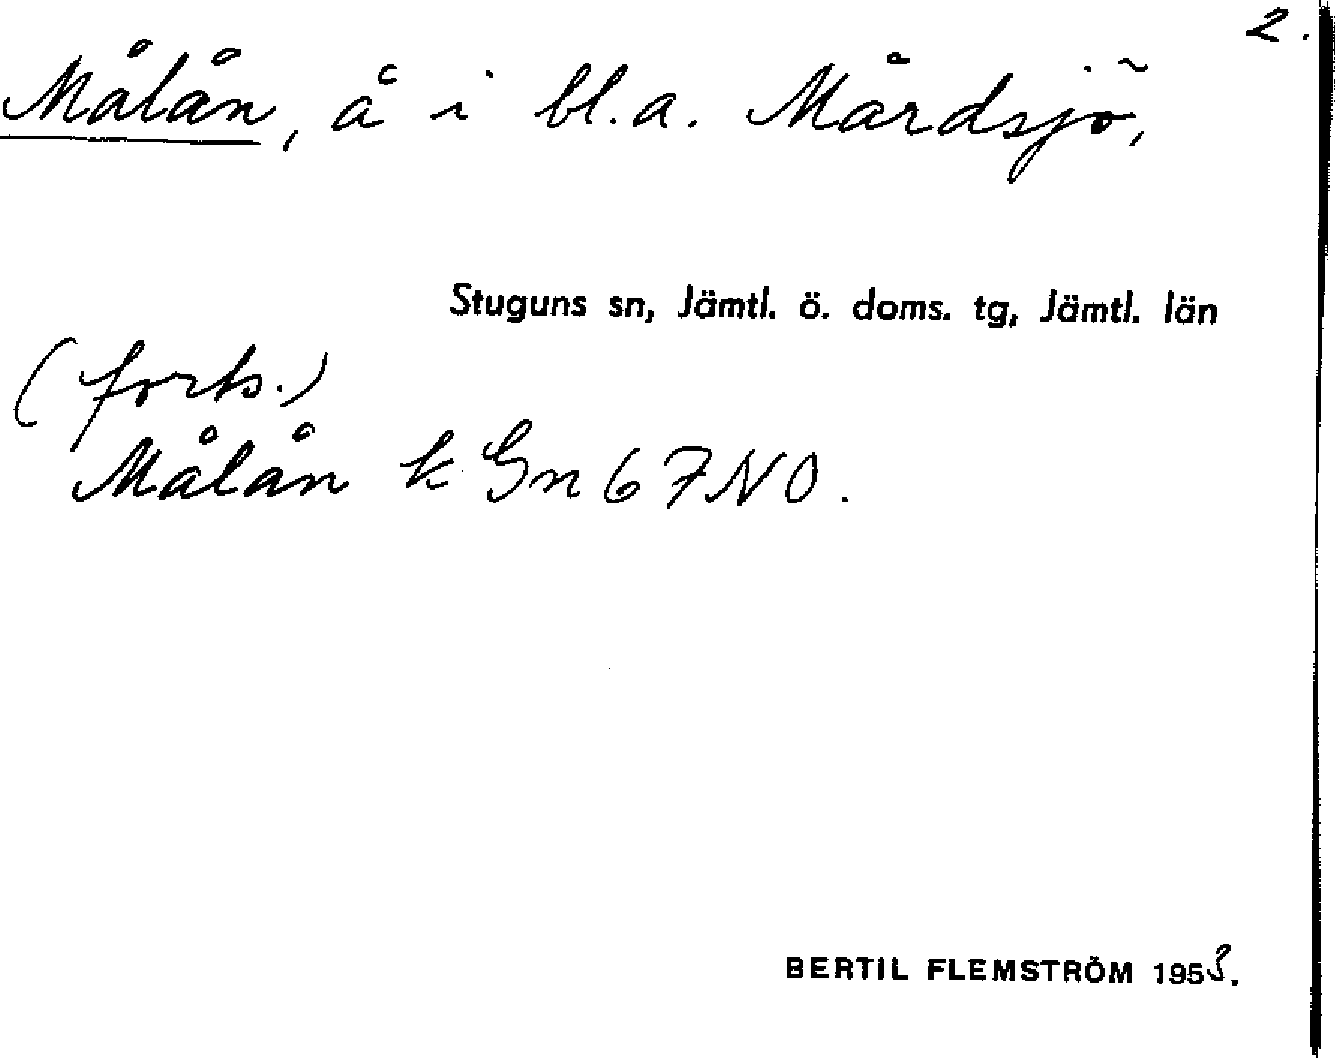 2.
Målån, å i bl.a. Mårdsjö,
Stuguns sn, Jämtl. ö. doms. tg, Jämtl. län
(forts.)
Målån k Gn 67 NO.
BERTIL FLEMSTRÖM 1953.